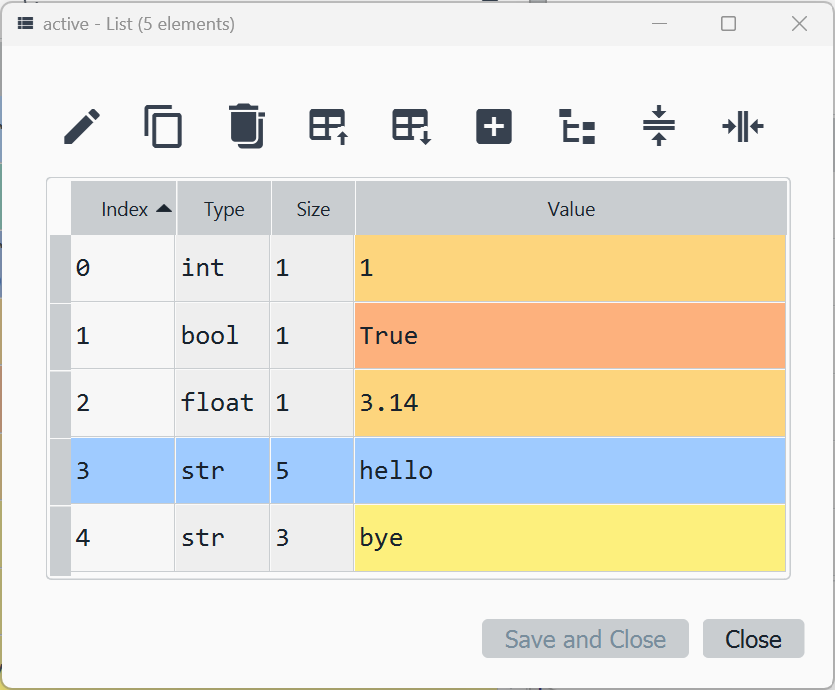 active - List (5 elements)
Index Type Size Value
0 int 1 1
1 bool 1 True
2 float 1 3.14
3 str 5 hello
4 str 3 bye
Save and Close Close